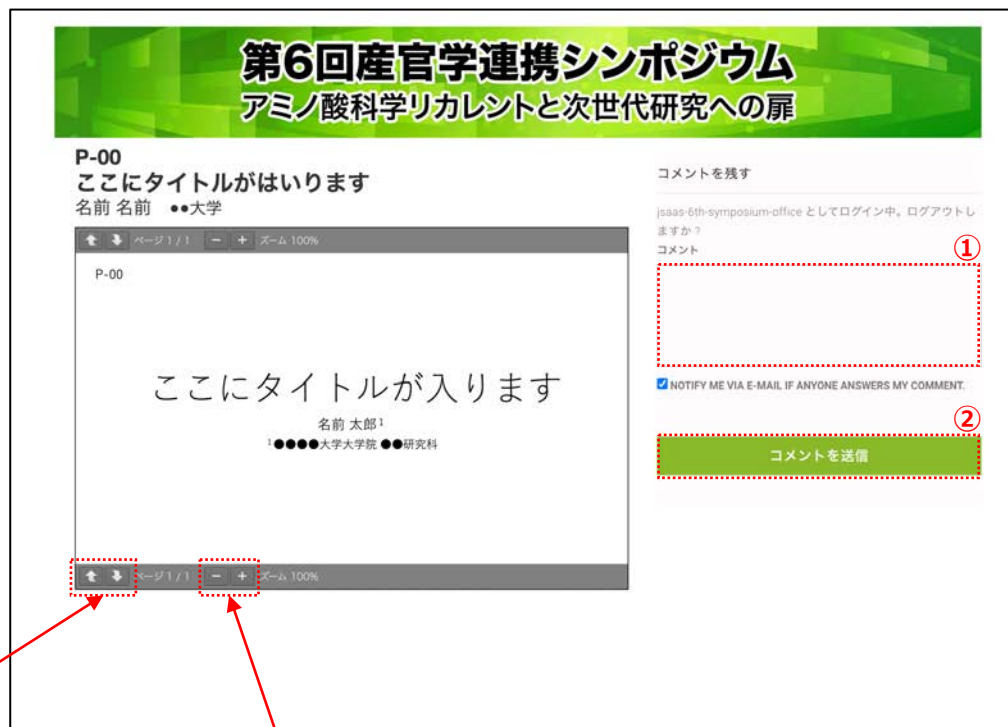 第6回産官学連携シンポジウム
アミノ酸科学リカレントと次世代研究への扉
P-00
ここにタイトルがはいります
名前 名前　●●大学
ページ 1 / 1 － ＋ ズーム 100%
P-00
ここにタイトルが入ります
名前 太郎¹
¹●●●●大学大学院 ●●研究科
ページ 1 / 1 － ＋ ズーム 100%
コメントを残す
jsaas-6th-symposium-office としてログイン中。ログアウトし
ますか ?
コメント
①
NOTIFY ME VIA E-MAIL IF ANYONE ANSWERS MY COMMENT.
②
コメントを送信